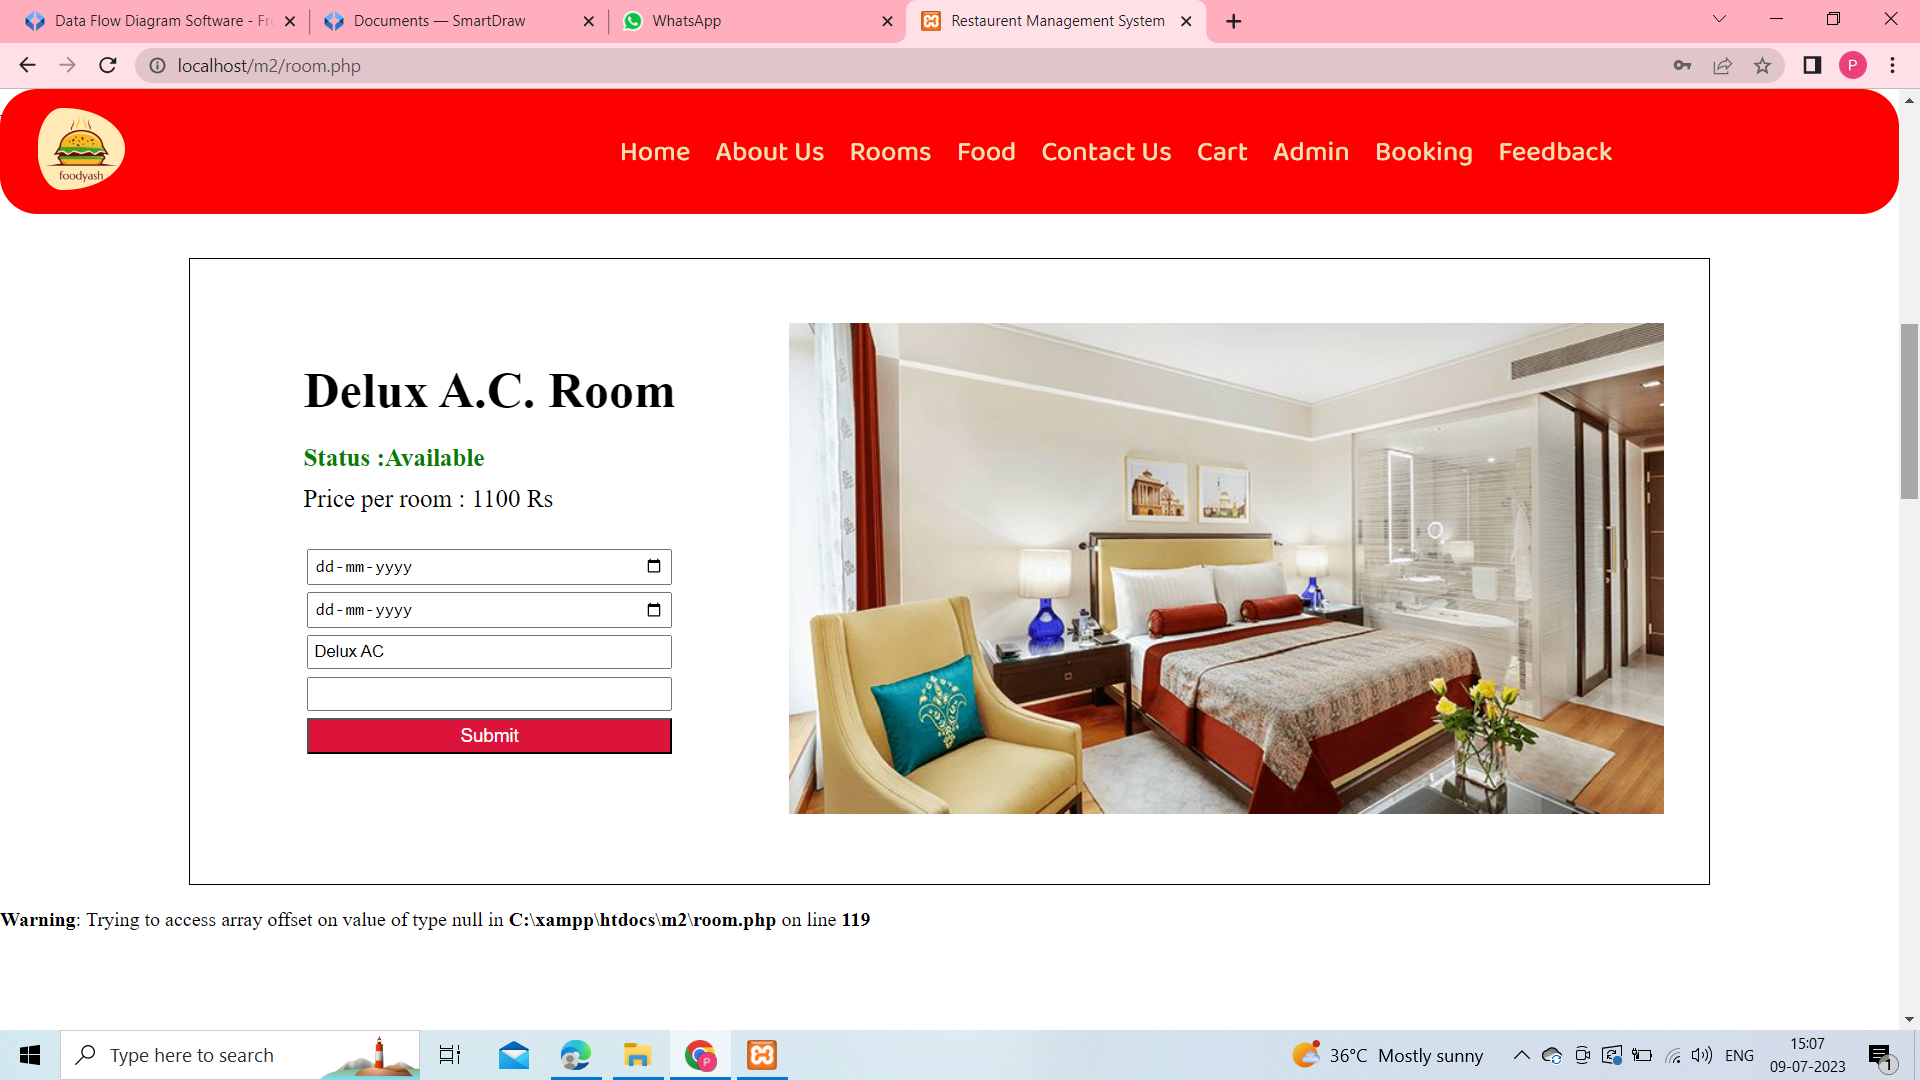 Data Flow Diagram Software - Fre
Documents — SmartDraw
WhatsApp
Restaurent Management System
localhost/m2/room.php
P
foodyash
Home About Us Rooms Food Contact Us Cart Admin Booking Feedback
Delux A.C. Room
Status :Available
Price per room : 1100 Rs
dd-mm-yyyy
dd-mm-yyyy
Delux AC
Submit
Warning: Trying to access array offset on value of type null in C:\xampp\htdocs\m2\room.php on line 119
Type here to search
P
36°C Mostly sunny
ENG
15:07
09-07-2023
1